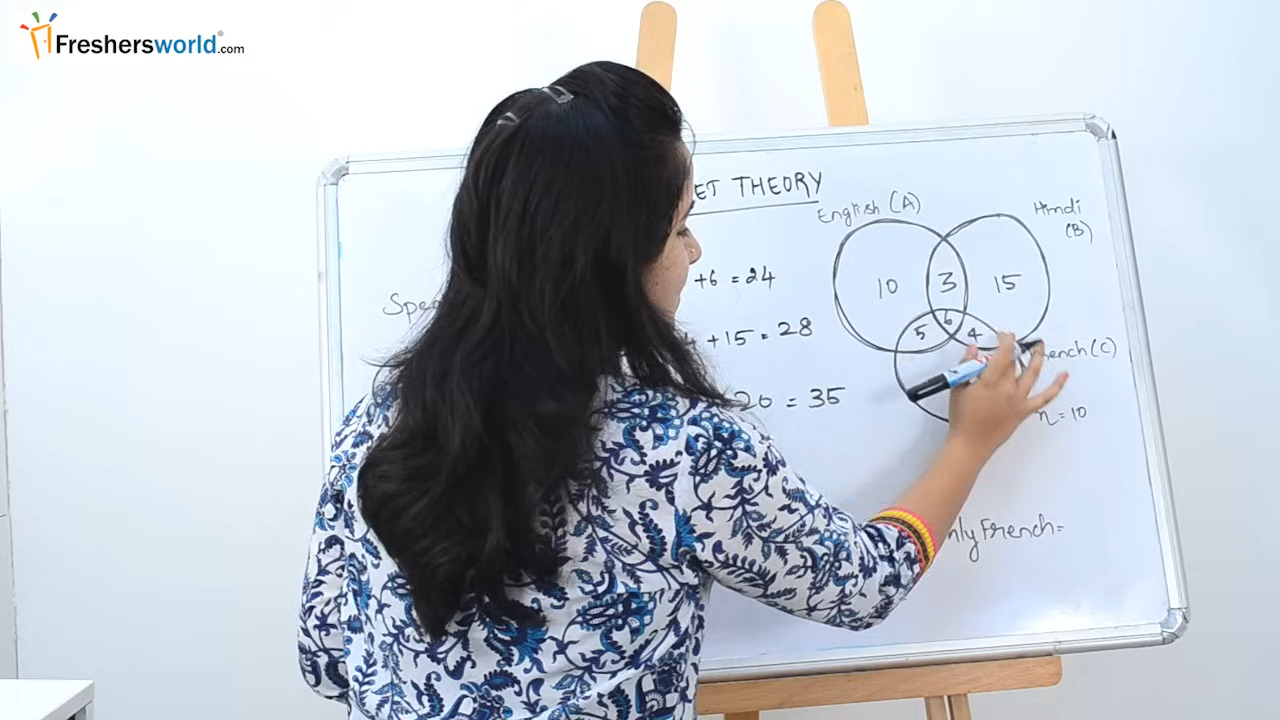 Freshersworld.com
ET THEORY
English (A)
Hindi
(B)
+6 = 24
10
3
15
6
5
4
+15 = 28
ench (C)
20 = 35
n = 10
nly French =